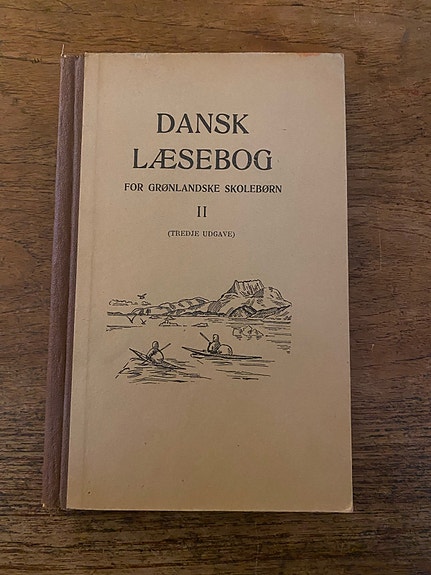 DANSK
LÆSEBOG
FOR GRØNLANDSKE SKOLEBØRN
II
(TREDJE UDGAVE)